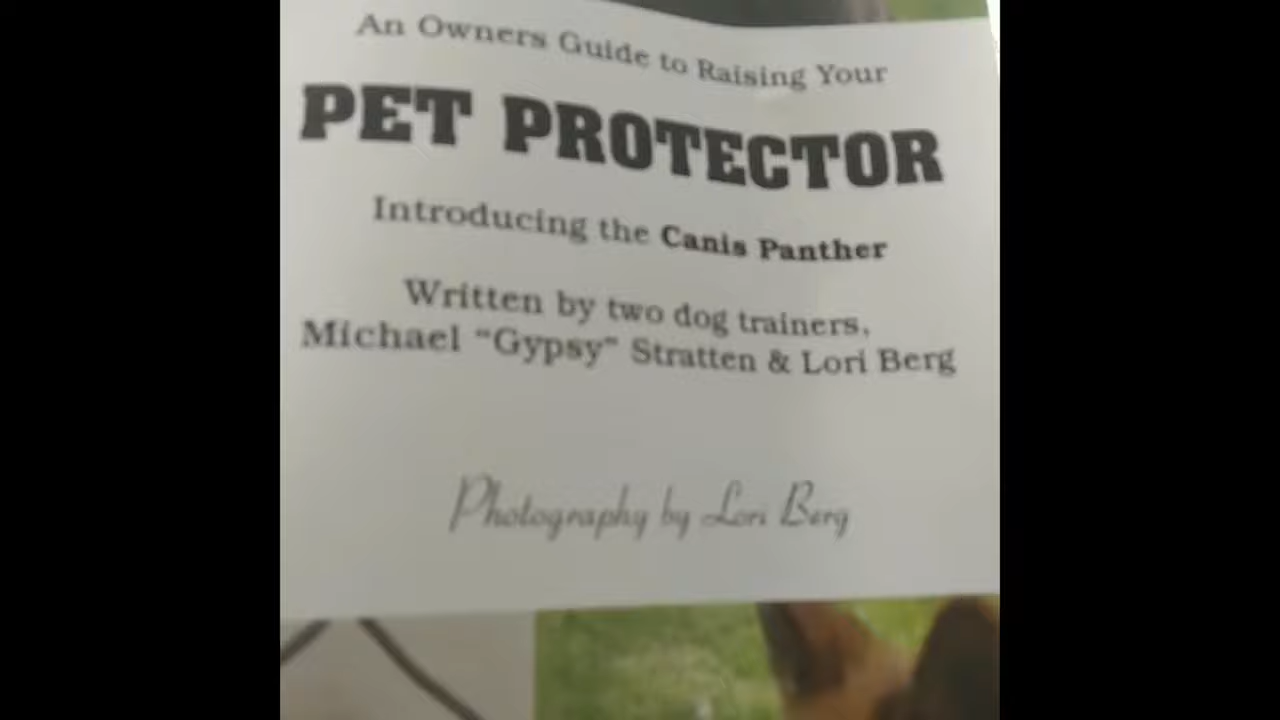 An Owners Guide to Raising Your
PET PROTECTOR
Introducing the Canis Panther
Written by two dog trainers,
Michael "Gypsy" Stratten & Lori Berg
Photography by Lori Berg